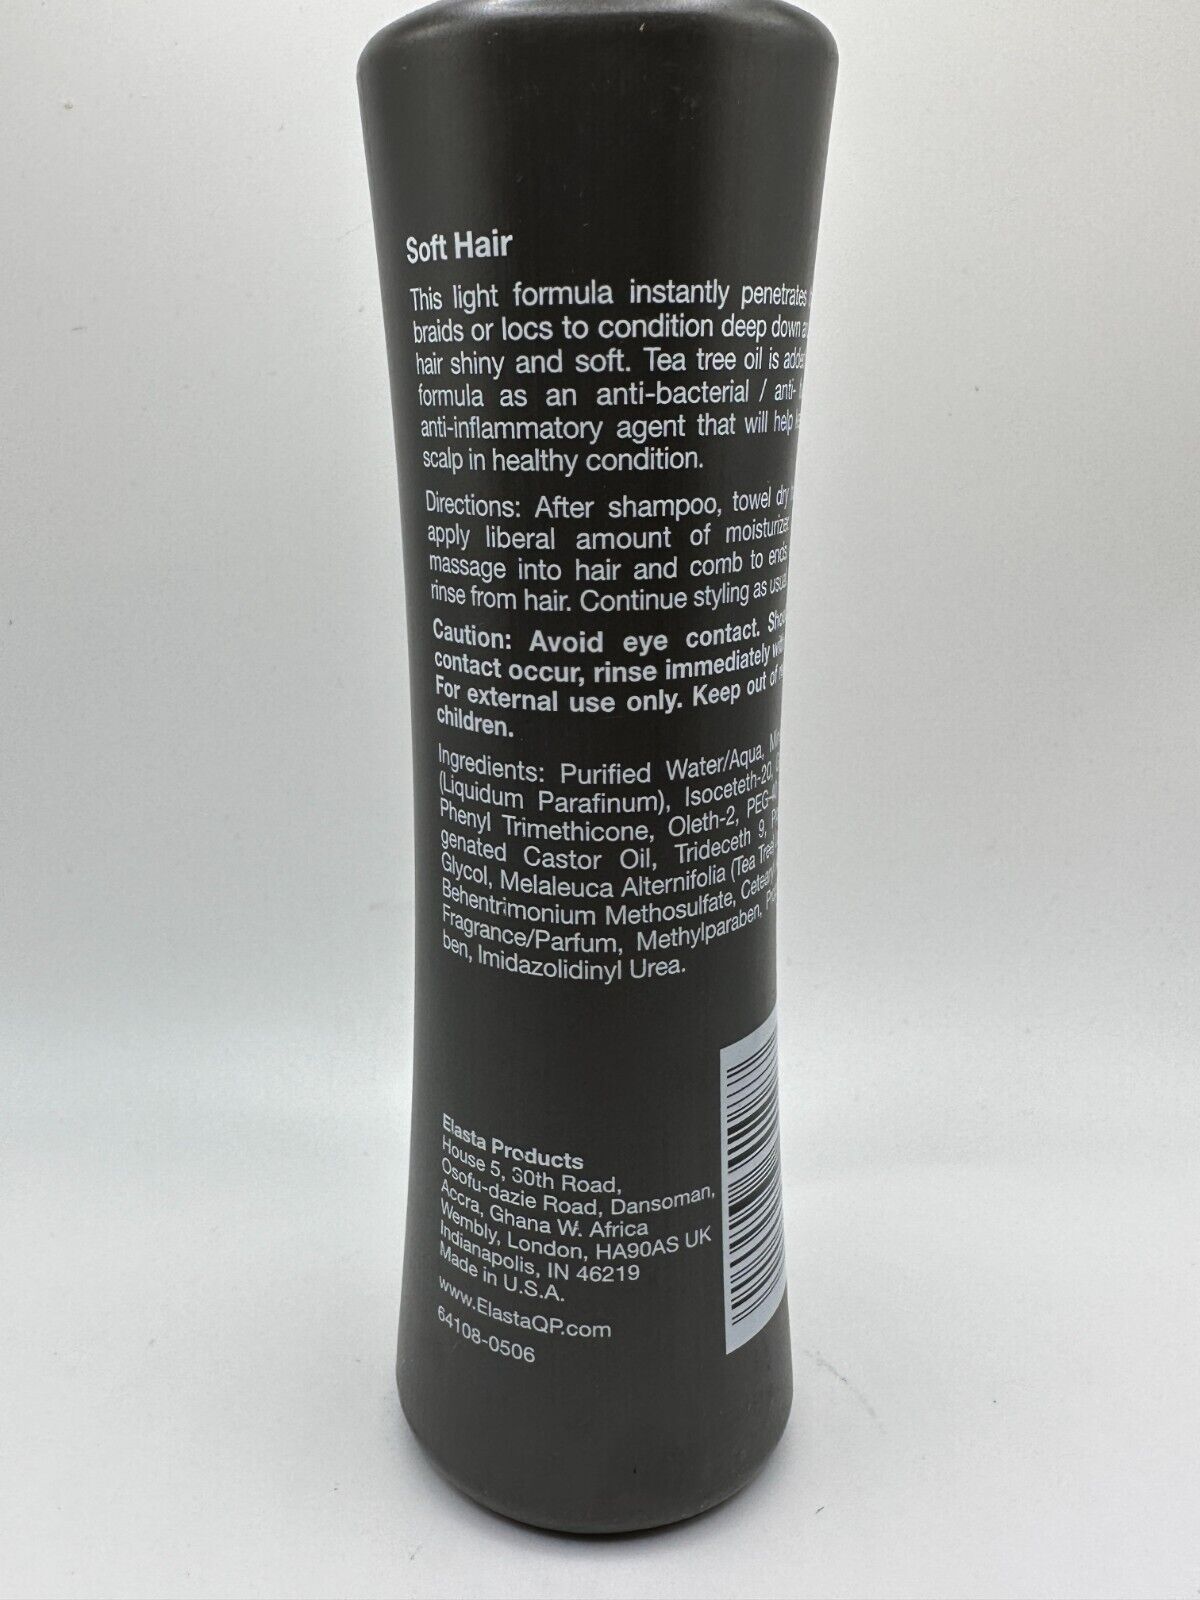 Soft Hair
This light formula instantly penetrates
braids or locs to condition deep down
hair shiny and soft. Tea tree oil is
formula as an anti-bacterial / anti-
anti-inflammatory agent that will help
scalp in healthy condition.
Directions: After shampoo, towel dry
apply liberal amount of
massage into hair and comb to ends
rinse from hair. Continue styling as
Caution: Avoid eye contact.
contact occur, rinse immediately
For external use only. Keep out of
children.
Ingredients: Purified Water/Aqua,
(Liquidum Parafinum), Isoceteth-20,
Phenyl Trimethicone, Oleth-2,
genated Castor Oil, Trideceth 9,
Glycol, Melaleuca Alternifolia (Tea Tree)
Behentrimonium Methosulfate,
Fragrance/Parfum, Methylparaben,
ben, Imidazolidinyl Urea.
Elasta Products
House 5, 30th Road,
Osofu-dazie Road, Dansoman,
Accra, Ghana W. Africa
Wembly, London, HA90AS UK
Indianapolis, IN 46219
Made in U.S.A.
www.ElastaQP.com
64108-0506